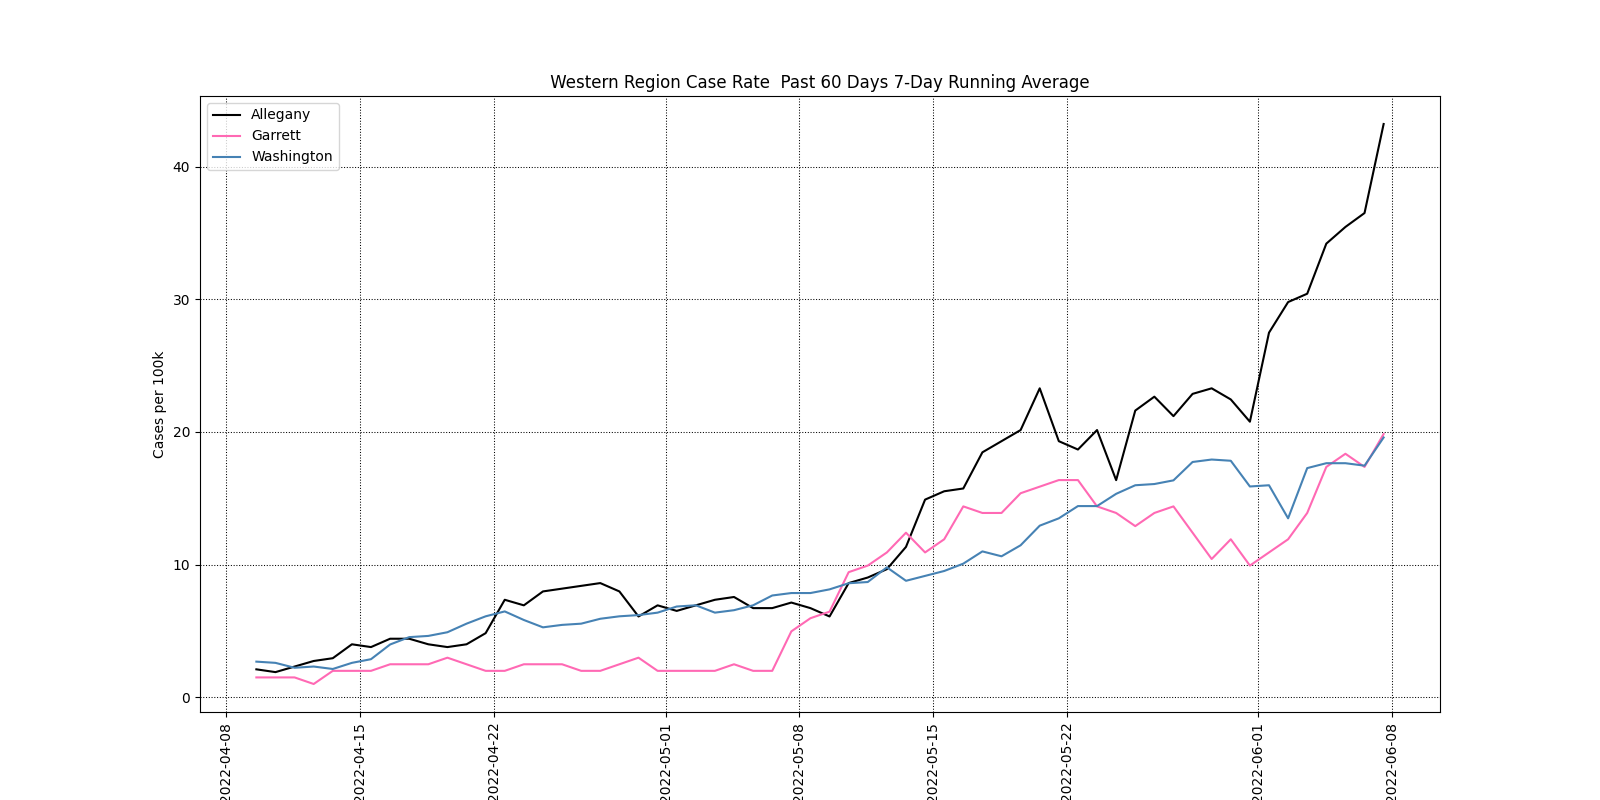 Western Region Case Rate  Past 60 Days 7-Day Running Average
Allegany
Garrett
Washington
Cases per 100k
40
30
20
10
0
2022-04-08
2022-04-15
2022-04-22
2022-05-01
2022-05-08
2022-05-15
2022-05-22
2022-06-01
2022-06-08